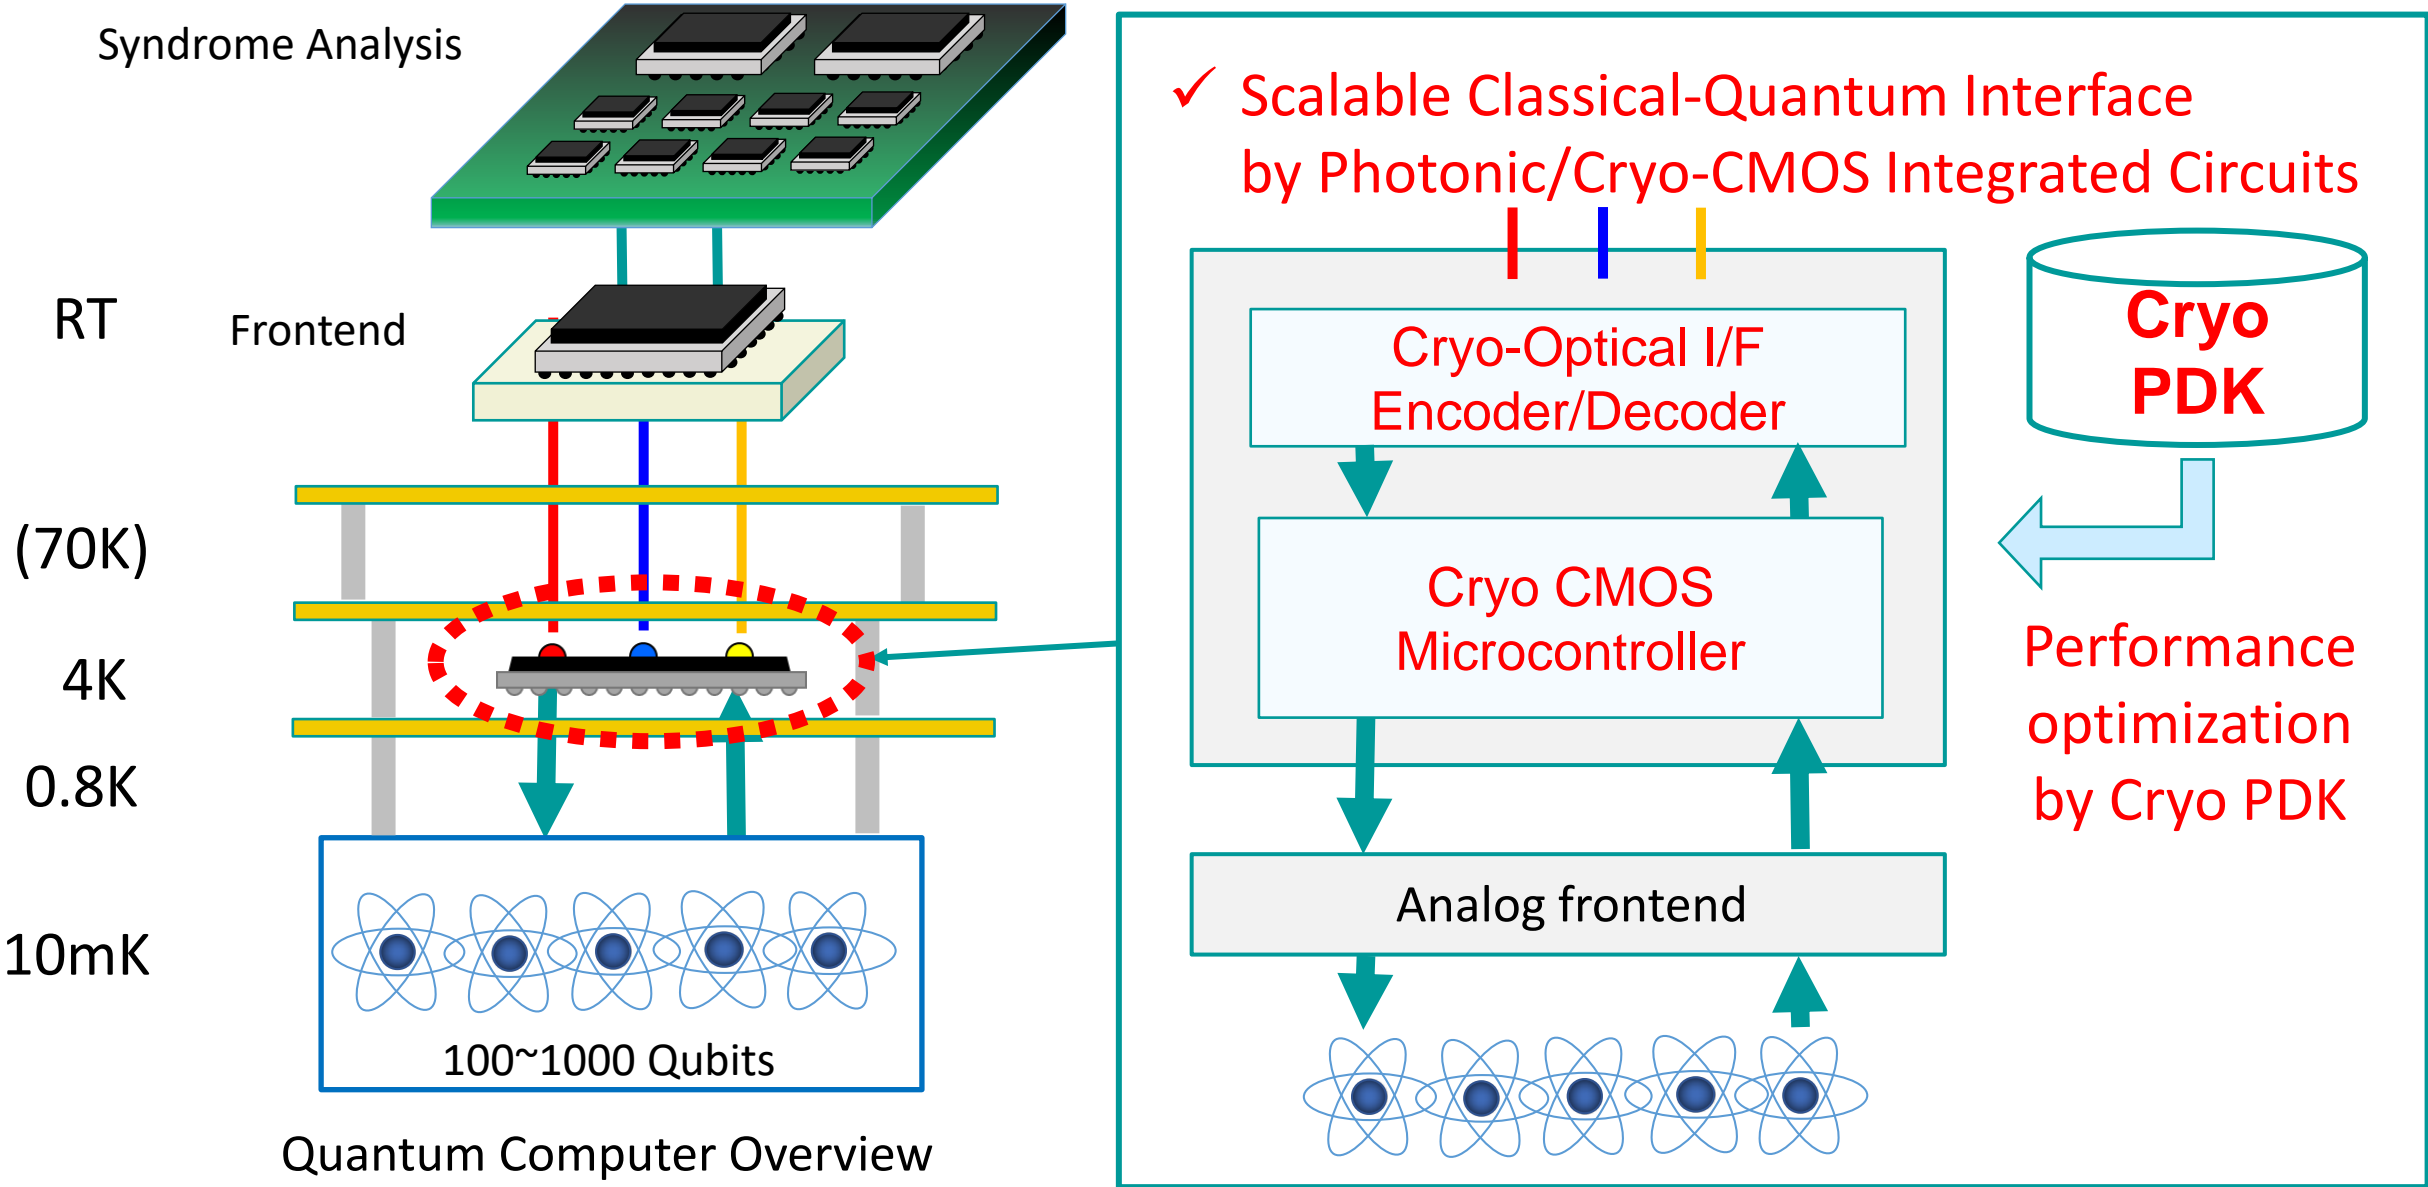 Syndrome Analysis
RT
Frontend
(70K)
4K
0.8K
10mK
100~1000 Qubits
Quantum Computer Overview
✓ Scalable Classical-Quantum Interface
by Photonic/Cryo-CMOS Integrated Circuits
Cryo-Optical I/F
Encoder/Decoder
Cryo CMOS
Microcontroller
Analog frontend
Cryo
PDK
Performance
optimization
by Cryo PDK